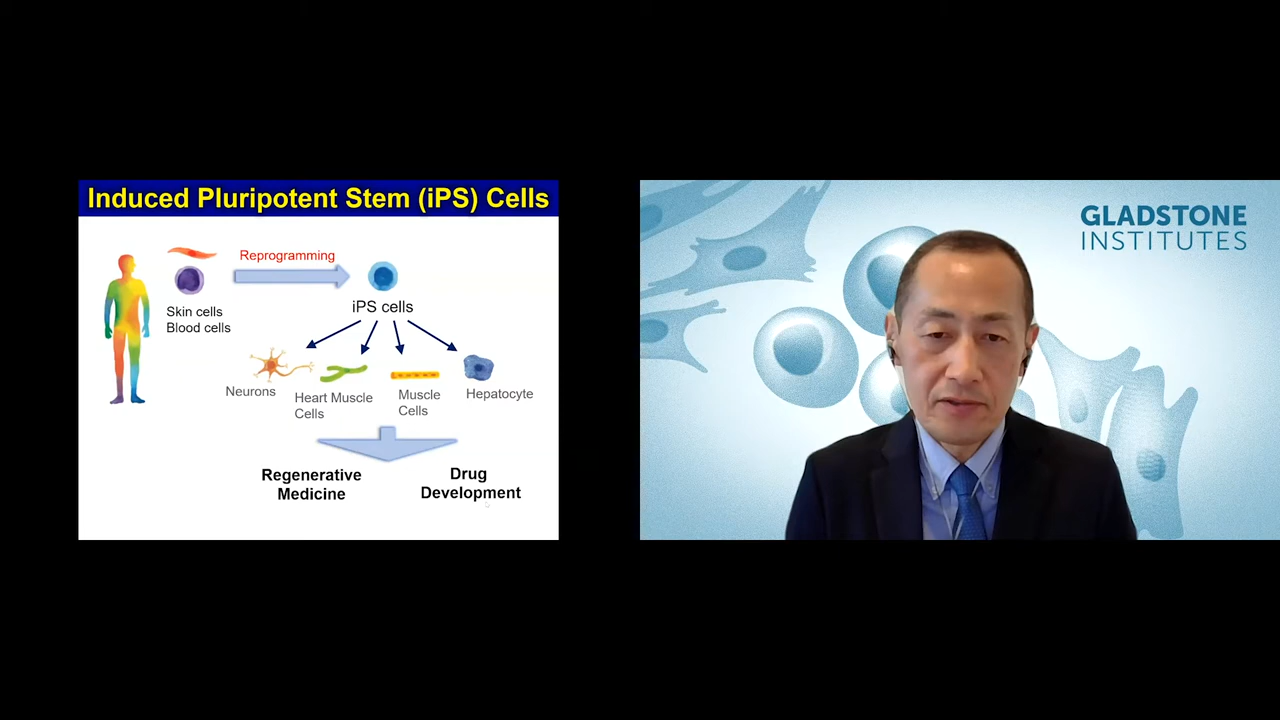 Induced Pluripotent Stem (iPS) Cells
Reprogramming
Skin cells
Blood cells
iPS cells
Neurons
Heart Muscle
Cells
Muscle
Cells
Hepatocyte
Regenerative
Medicine
Drug
Development
GLADSTONE
INSTITUTES